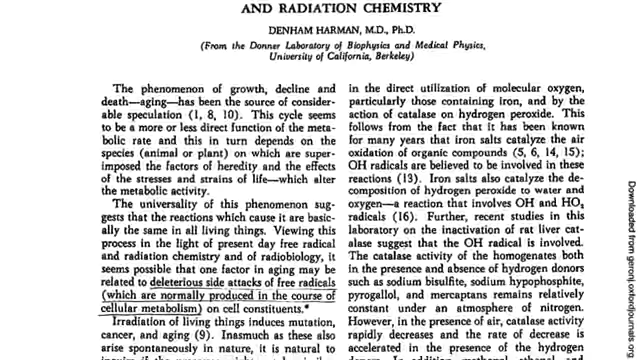 AND RADIATION CHEMISTRY
DENHAM HARMAN, M.D., Ph.D.
(From the Donner Laboratory of Biophysics and Medical Physics,
University of California, Berkeley)
The phenomenon of growth, decline and
death—aging—has been the source of consider-
able speculation (1, 8, 10). This cycle seems
to be a more or less direct function of the meta-
bolic rate and this in turn depends on the
species (animal or plant) on which are super-
imposed the factors of heredity and the effects
of the stresses and strains of life—which alter
the metabolic activity.
The universality of this phenomenon sug-
gests that the reactions which cause it are basic-
ally the same in all living things. Viewing this
process in the light of present day free radical
and radiation chemistry and of radiobiology, it
seems possible that one factor in aging may be
related to deleterious side attacks of free radicals
(which are normally produced in the course of
cellular metabolism) on cell constituents.*
Irradiation of living things induces mutation,
cancer, and aging (9). Inasmuch as these also
arise spontaneously in nature, it is natural to
in the direct utilization of molecular oxygen,
particularly those containing iron, and by the
action of catalase on hydrogen peroxide. This
follows from the fact that it has been known
for many years that iron salts catalyze the air
oxidation of organic compounds (5, 6, 14, 15);
OH radicals are believed to be involved in these
reactions (13). Iron salts also catalyze the de-
composition of hydrogen peroxide to water and
oxygen—a reaction that involves OH and HO₂
radicals (16). Further, recent studies in this
laboratory on the inactivation of rat liver cat-
alase suggest that the OH radical is involved.
The catalase activity of the homogenates both
in the presence and absence of hydrogen donors
such as sodium bisulfite, sodium hypophosphite,
pyrogallol, and mercaptans remains relatively
constant under an atmosphere of nitrogen.
However, in the presence of air, catalase activity
rapidly decreases and the rate of decrease is
accelerated in the presence of the hydrogen
Downloaded from geronj.oxfordjournals.or